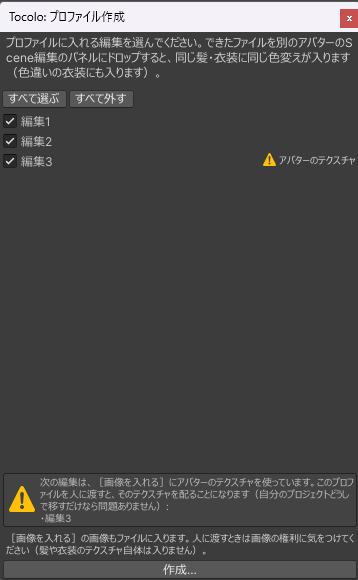 Tocolo: プロファイル作成
プロファイルに入れる編集を選んでください。できたファイルを別のアバターのS
cene編集のパネルにドロップすると、同じ髪・衣装に同じ色変えが入ります
（色違いの衣装にも入ります）。
すべて選ぶ すべて外す
編集1
編集2
編集3 アバターのテクスチャ
次の編集は、［画像を入れる］にアバターのテクスチャを使っています。このプロフ
ァイルを人に渡すと、そのテクスチャを配ることになります（自分のプロジェクトどうし
で移すだけなら問題ありません）:
・編集3
［画像を入れる］の画像もファイルに入ります。人に渡すときは画像の権利に気をつけてく
ださい（髪や衣装のテクスチャ自体は入りません）。
作成...